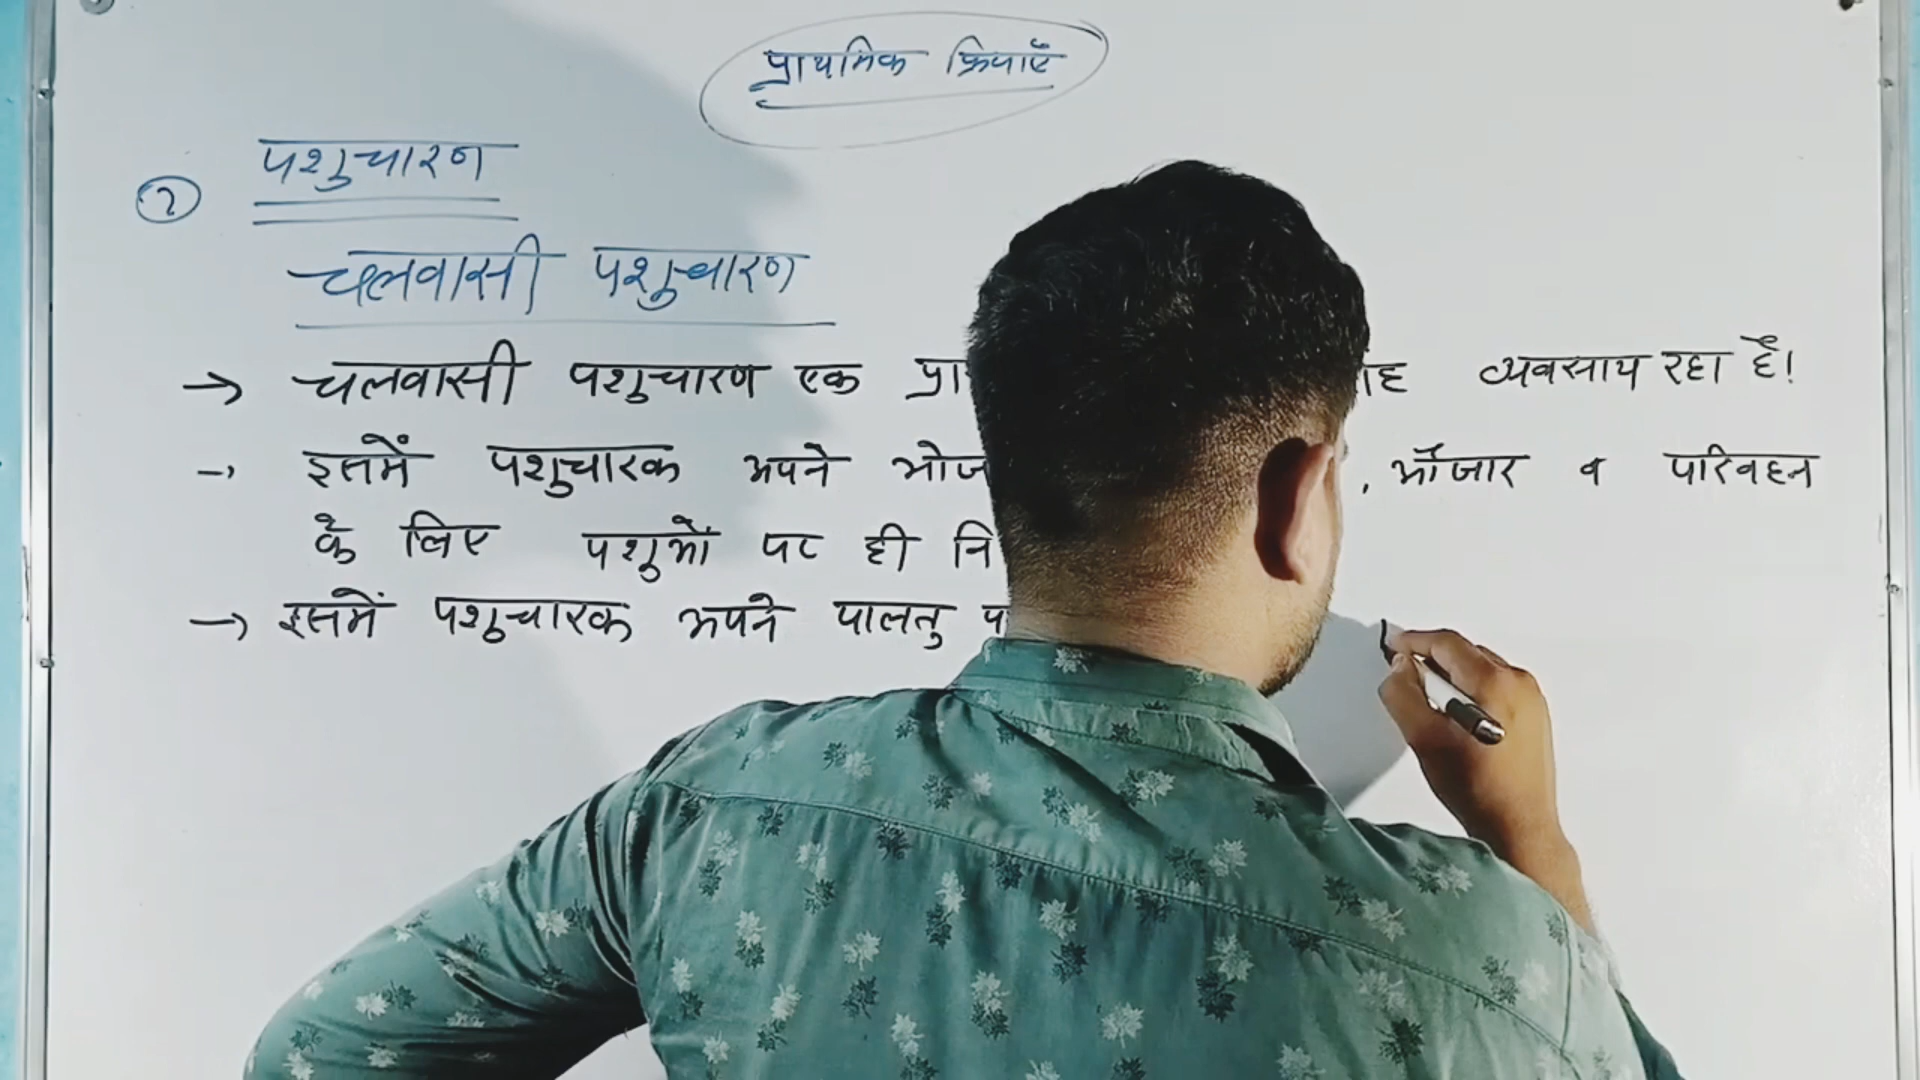 प्राथमिक क्रियाएँ
२ पशुचारण
चलवासी पशुचारण
→ चलवासी पशुचारण एक व्यवसाय रहा है!
→ इसमें पशुचारक अपने , औजार व परिवहन
के लिए पशुओं पर ही
→ इसमें पशुचारक अपने पालतु